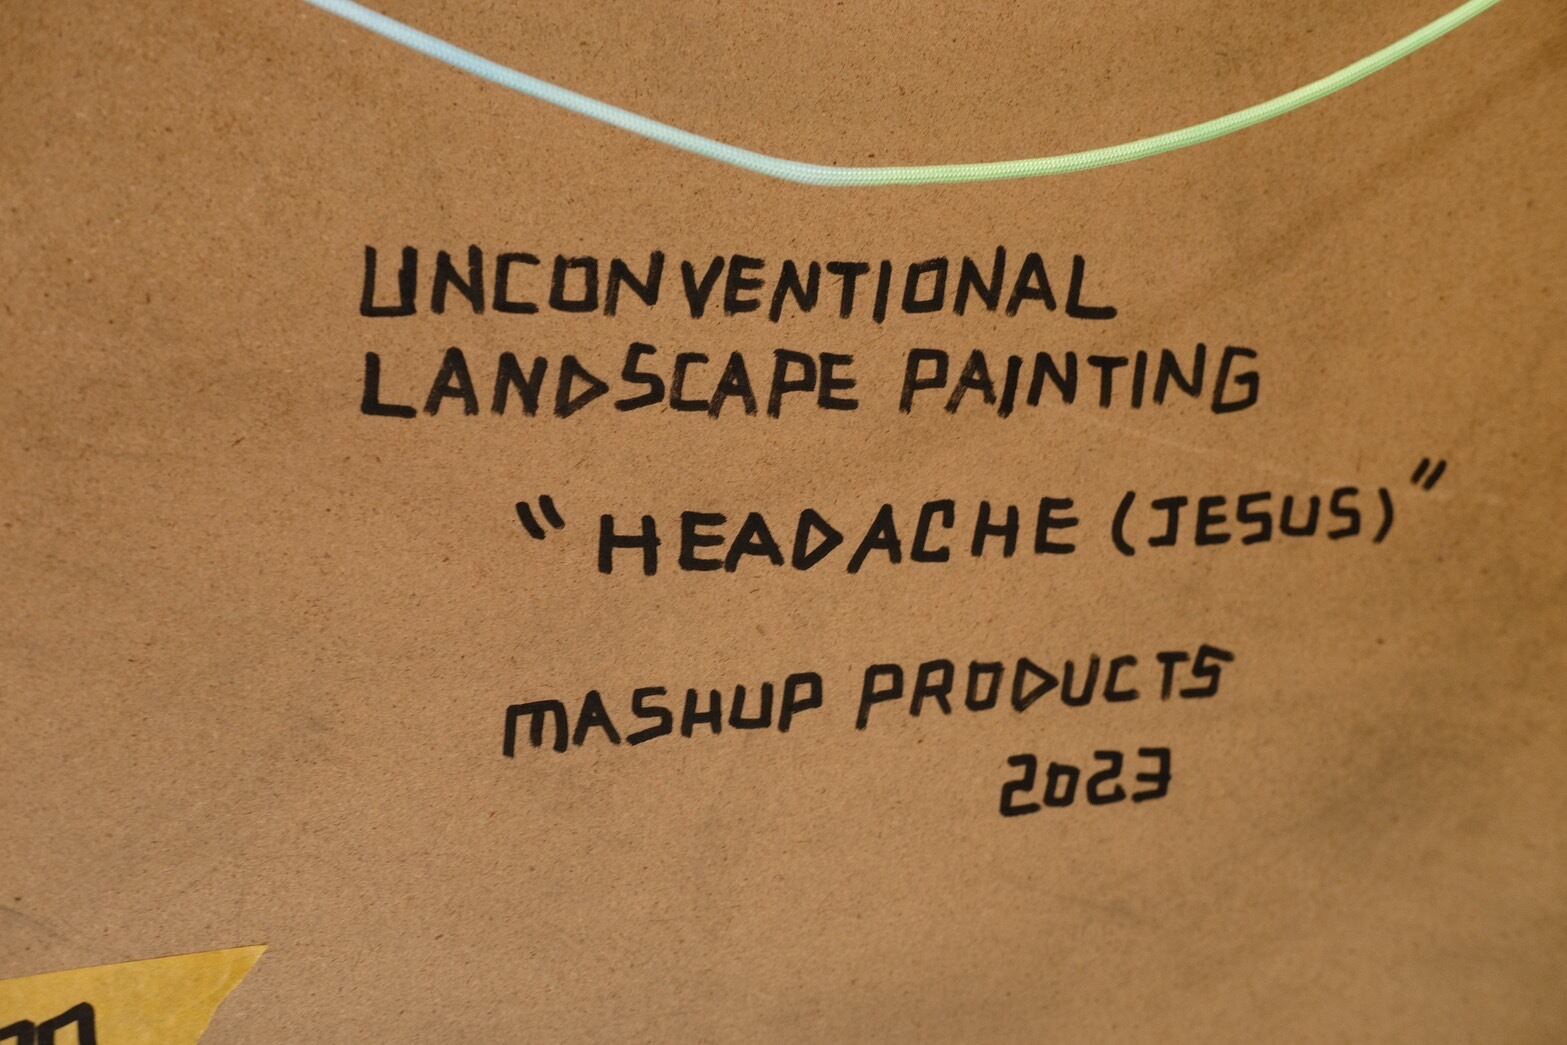 UNCONVENTIONAL
LANDSCAPE PAINTING
"HEADACHE (JESUS)"
MASHUP PRODUCTS
2023